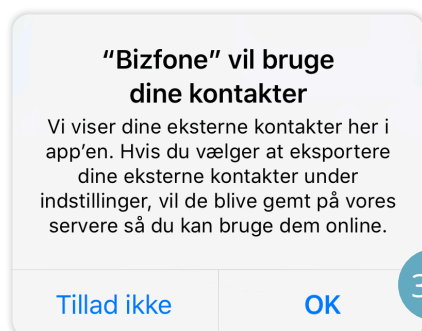 “Bizfone” vil bruge
dine kontakter
Vi viser dine eksterne kontakter her i
app’en. Hvis du vælger at eksportere
dine eksterne kontakter under
indstillinger, vil de blive gemt på vores
servere så du kan bruge dem online.
Tillad ikke
OK